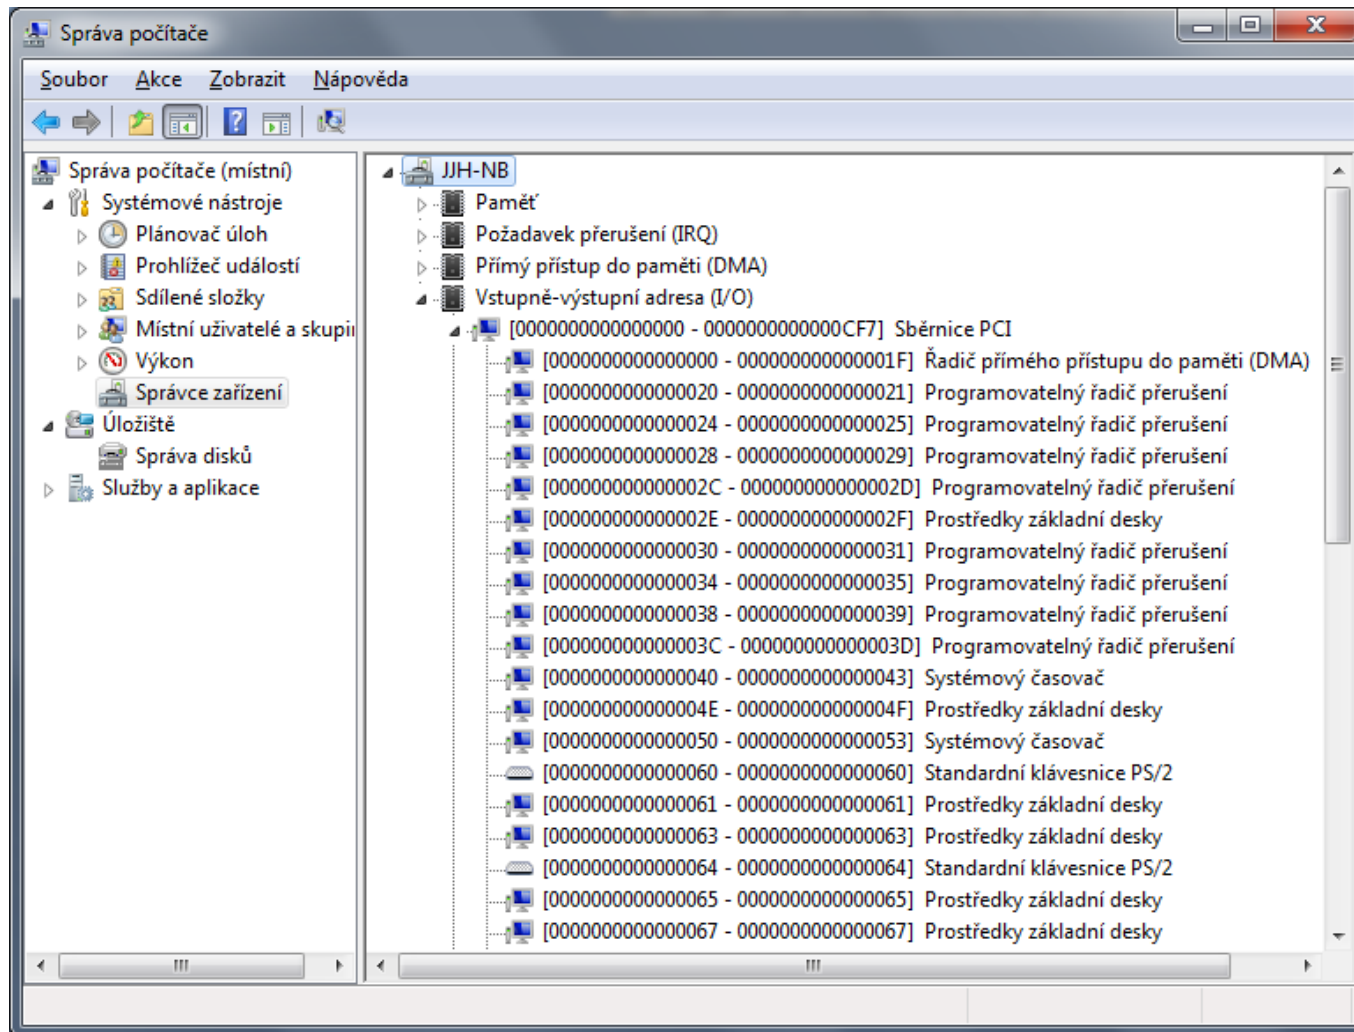 Správa počítače
Soubor Akce Zobrazit Nápověda
Správa počítače (místní)
Systémové nástroje
Plánovač úloh
Prohlížeč událostí
Sdílené složky
Místní uživatelé a skupin
Výkon
Správce zařízení
Úložiště
Správa disků
Služby a aplikace
JJH-NB
Paměť
Požadavek přerušení (IRQ)
Přímý přístup do paměti (DMA)
Vstupně-výstupní adresa (I/O)
[0000000000000000 - 0000000000000CF7] Sběrnice PCI
[0000000000000000 - 000000000000001F] Řadič přímého přístupu do paměti (DMA)
[0000000000000020 - 0000000000000021] Programovatelný řadič přerušení
[0000000000000024 - 0000000000000025] Programovatelný řadič přerušení
[0000000000000028 - 0000000000000029] Programovatelný řadič přerušení
[000000000000002C - 000000000000002D] Programovatelný řadič přerušení
[000000000000002E - 000000000000002F] Prostředky základní desky
[0000000000000030 - 0000000000000031] Programovatelný řadič přerušení
[0000000000000034 - 0000000000000035] Programovatelný řadič přerušení
[0000000000000038 - 0000000000000039] Programovatelný řadič přerušení
[000000000000003C - 000000000000003D] Programovatelný řadič přerušení
[0000000000000040 - 0000000000000043] Systémový časovač
[000000000000004E - 000000000000004F] Prostředky základní desky
[0000000000000050 - 0000000000000053] Systémový časovač
[0000000000000060 - 0000000000000060] Standardní klávesnice PS/2
[0000000000000061 - 0000000000000061] Prostředky základní desky
[0000000000000063 - 0000000000000063] Prostředky základní desky
[0000000000000064 - 0000000000000064] Standardní klávesnice PS/2
[0000000000000065 - 0000000000000065] Prostředky základní desky
[0000000000000067 - 0000000000000067] Prostředky základní desky